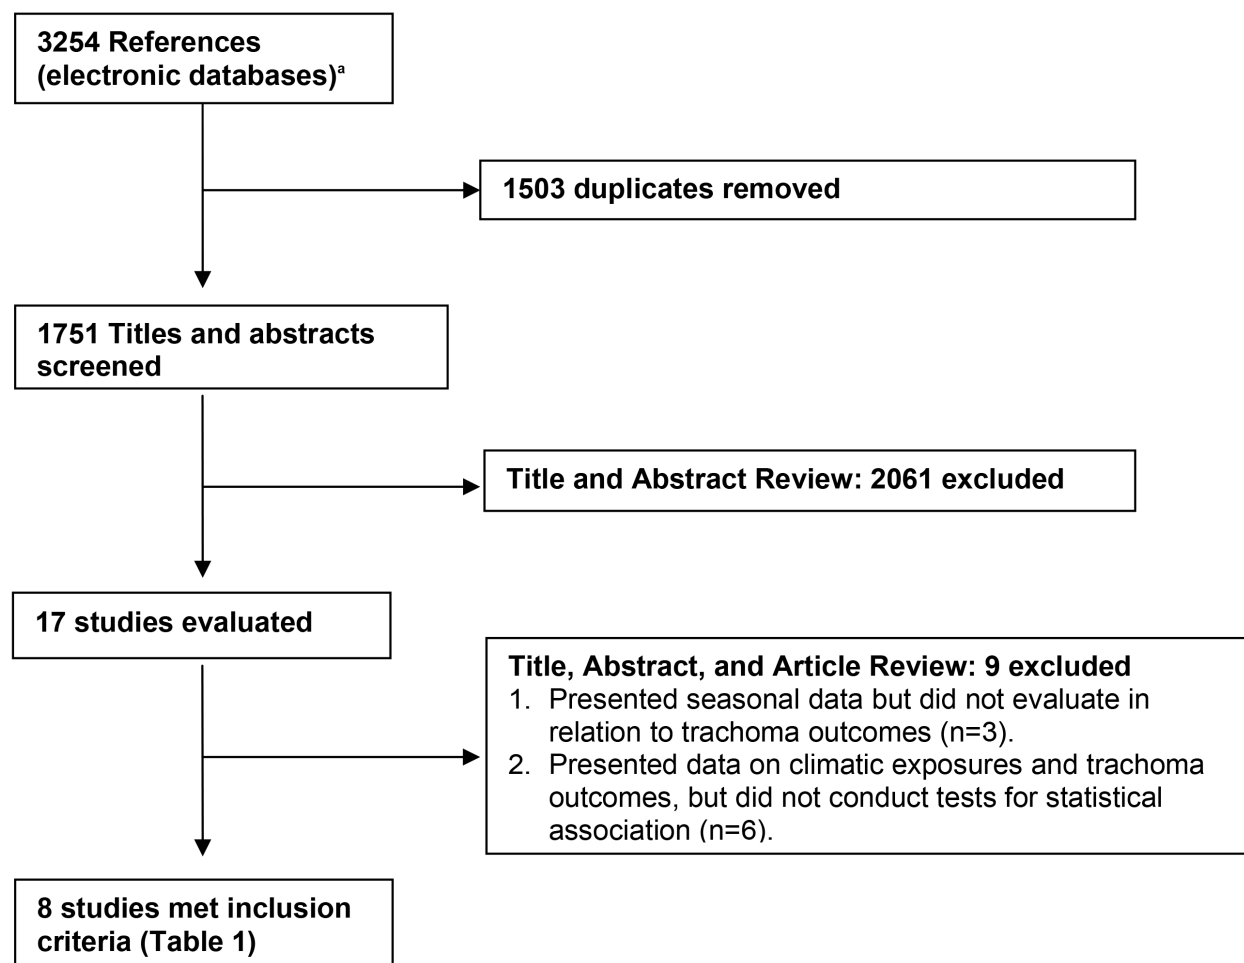 3254 References
(electronic databases)ᵃ
1503 duplicates removed
1751 Titles and abstracts
screened
Title and Abstract Review: 2061 excluded
17 studies evaluated
Title, Abstract, and Article Review: 9 excluded
1. Presented seasonal data but did not evaluate in
relation to trachoma outcomes (n=3).
2. Presented data on climatic exposures and trachoma
outcomes, but did not conduct tests for statistical
association (n=6).
8 studies met inclusion
criteria (Table 1)